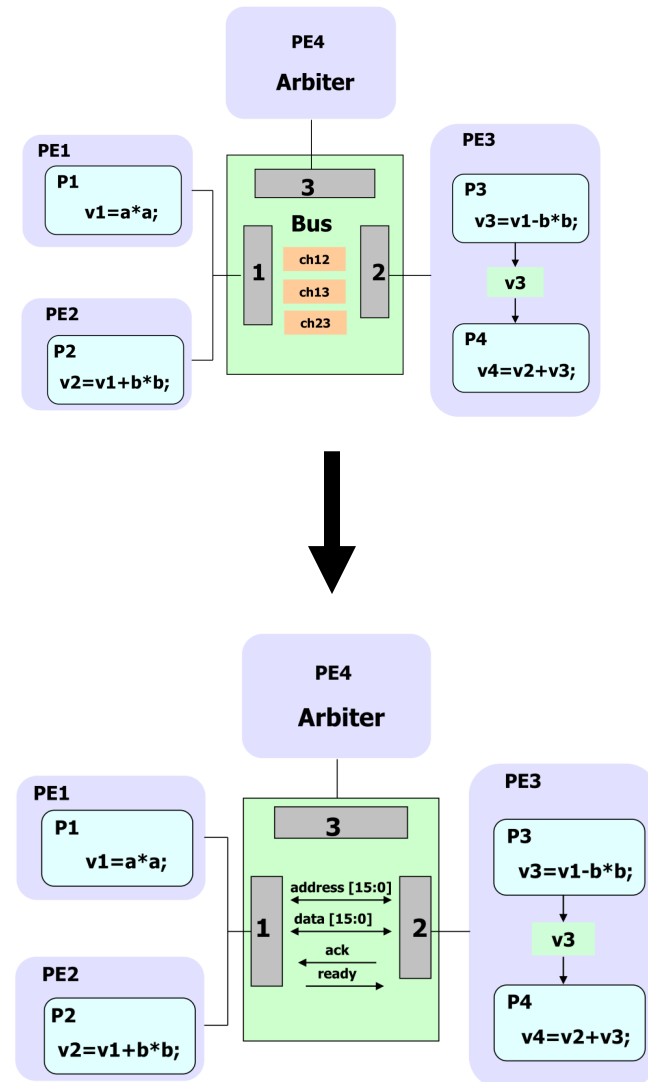 PE4
Arbiter
PE1
P1
v1=a*a;
PE2
P2
v2=v1+b*b;
3
Bus
1
2
ch12
ch13
ch23
PE3
P3
v3=v1-b*b;
v3
P4
v4=v2+v3;
PE4
Arbiter
PE1
P1
v1=a*a;
PE2
P2
v2=v1+b*b;
3
1
2
address [15:0]
data [15:0]
ack
ready
PE3
P3
v3=v1-b*b;
v3
P4
v4=v2+v3;